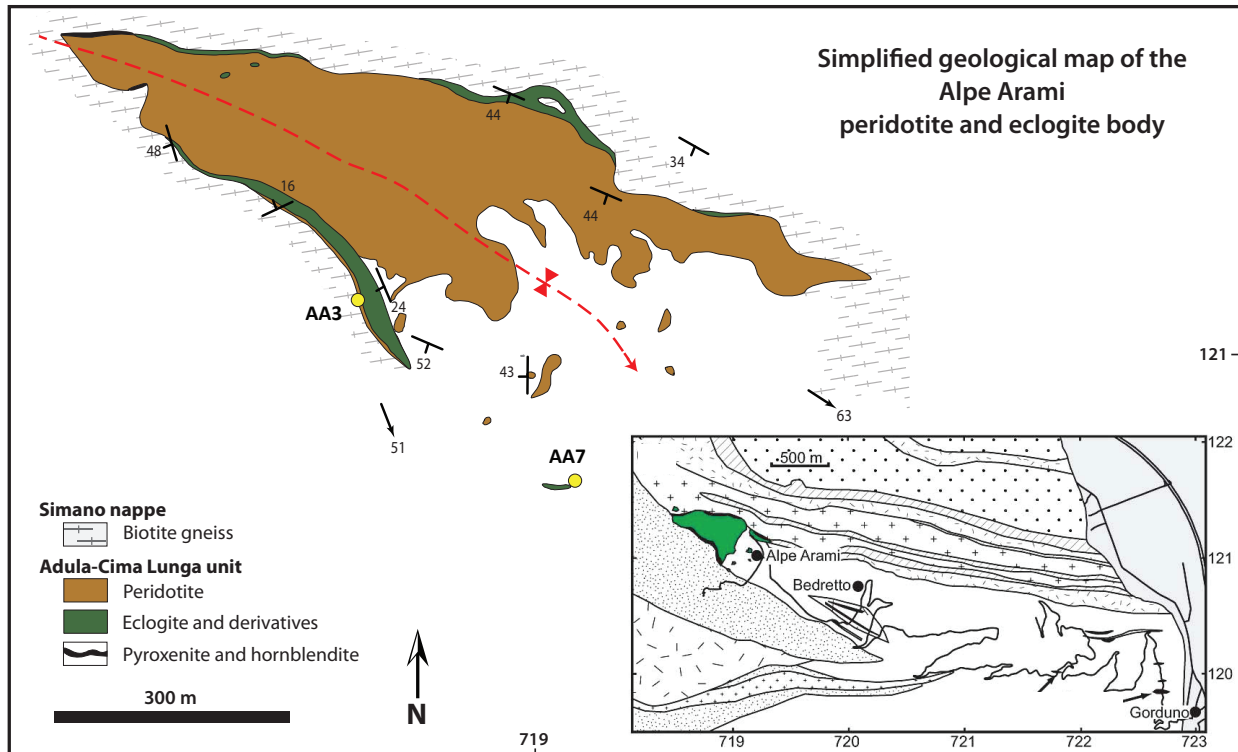 Simplified geological map of the
Alpe Arami
peridotite and eclogite body
44
34
48
16
44
AA3
24
52
43
121
63
51
AA7
Simano nappe
Biotite gneiss
Adula-Cima Lunga unit
Peridotite
Eclogite and derivatives
Pyroxenite and hornblendite
300 m
N
719
500 m
122
Alpe Arami
121
Bedretto
120
Gorduno
719
720
721
722
723